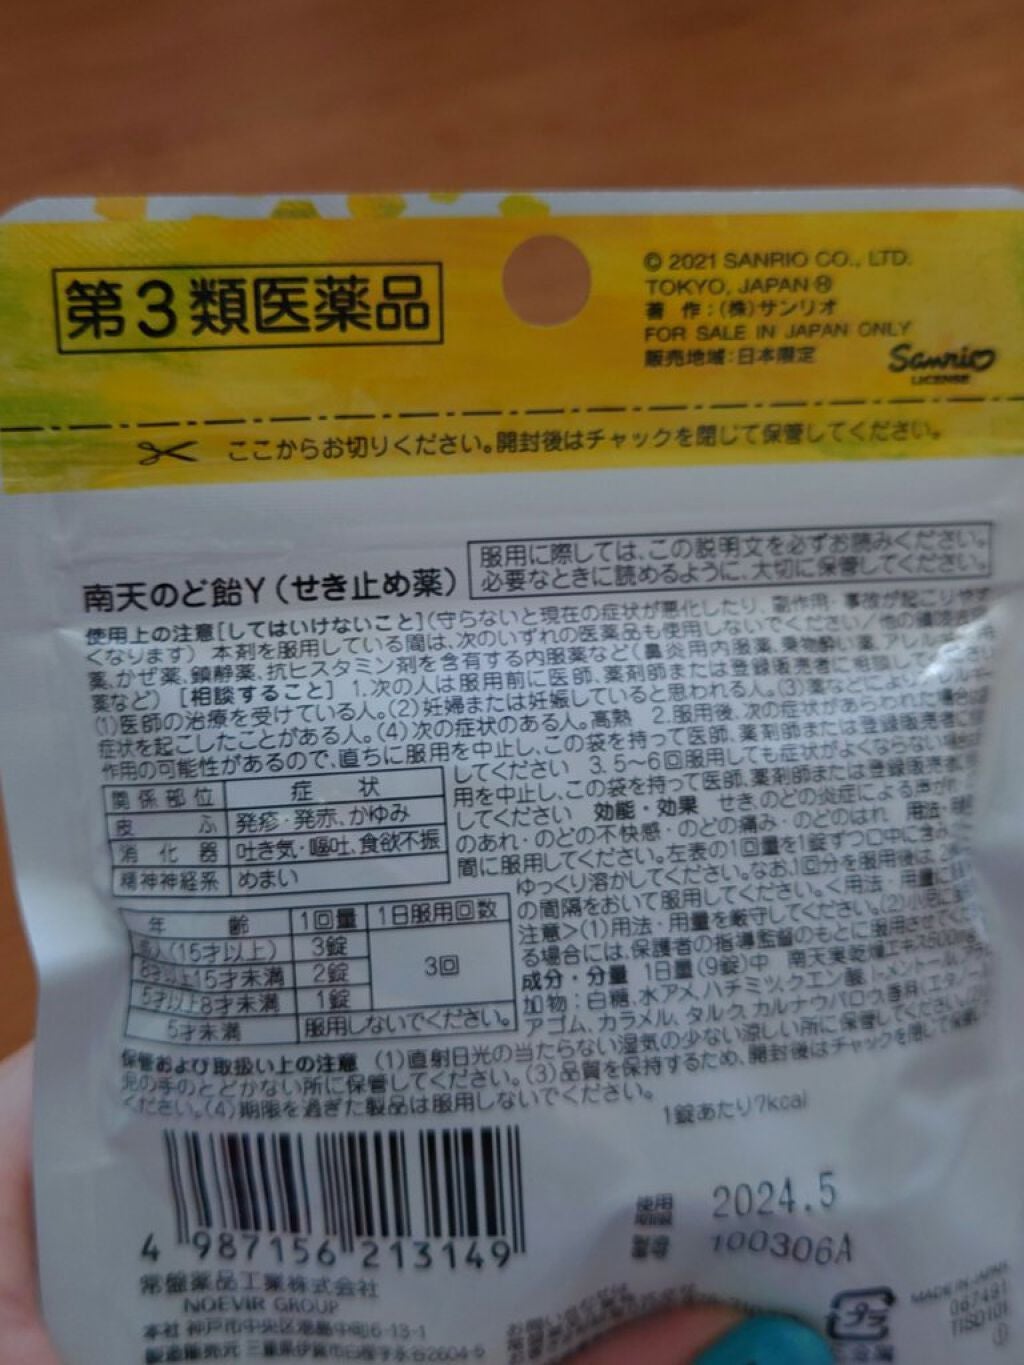 第3類医薬品
© 2021 SANRIO CO., LTD.
TOKYO, JAPAN Ⓡ
著 作：(株)サンリオ
FOR SALE IN JAPAN ONLY
販売地域：日本限定
Sanrio
LICENSE
ここからお切りください。開封後はチャックを閉じて保管してください。
南天のど飴Y（せき止め薬）
服用に際しては、この説明文を必ずお読みください。
必要なときに読めるように、大切に保管してください。
使用上の注意［してはいけないこと］（守らないと現在の症状が悪化したり、副作用・事故が起こりやす
くなります） 本剤を服用している間は、次のいずれの医薬品も使用しないでください／他の鎮咳去痰
薬、かぜ薬、鎮静薬、抗ヒスタミン剤を含有する内服薬など（鼻炎用内服薬、乗物酔い薬、アレルギー用
薬など）［相談すること］ 1.次の人は服用前に医師、薬剤師または登録販売者に相談してください
(1)医師の治療を受けている人。(2)妊婦または妊娠していると思われる人。(3)薬などによりアレルギー
症状を起こしたことがある人。(4)次の症状のある人。高熱 2.服用後、次の症状があらわれた場合は副
作用の可能性があるので、直ちに服用を中止し、この袋を持って医師、薬剤師または登録販売者に相談
してください 3.5～6回服用しても症状がよくならない場合は服
用を中止し、この袋を持って医師、薬剤師または登録販売者に相談
してください 効能・効果 せき、のどの炎症による声がれ・
のあれ・のどの不快感・のどの痛み・のどのはれ 用法・用量
間に服用してください。左表の1回量を1錠ずつ口中に含み、
ゆっくり溶かしてください。なお、1回分を服用後は
の間隔をおいて服用してください。＜用法・用量に
注意＞(1)用法・用量を厳守してください。(2)小児に
る場合には、保護者の指導監督のもとに服用させてくだ
成分・分量 1日量(9錠)中 南天実乾燥エキス500mg
加物：白糖、水アメ、ハチミツ、クエン酸、l-メントール、
アゴム、カラメル、タルク、カルナウバロウ、香料
関係部位 症 状
皮 ふ 発疹・発赤、かゆみ
消 化 器 吐き気・嘔吐、食欲不振
精神神経系 めまい
年 齢 1回量 1日服用回数
成人(15才以上) 3錠 3回
8才以上15才未満 2錠
5才以上8才未満 1錠
5才未満 服用しないでください。
保管および取扱い上の注意 (1)直射日光の当たらない湿気の少ない涼しい所に保管してください。
児の手のとどかない所に保管してください。(3)品質を保持するため、開封後はチャックを閉じて保管
ください。(4)期限を過ぎた製品は服用しないでください。
1錠あたり7kcal
4 987156 213149
使用期限 2024.5
100306A
常盤薬品工業株式会社
NOEVIR GROUP
本社 神戸市中央区港島中町6-13-1
製造販売元 三重県伊賀市
プラ
MADE IN JAPAN